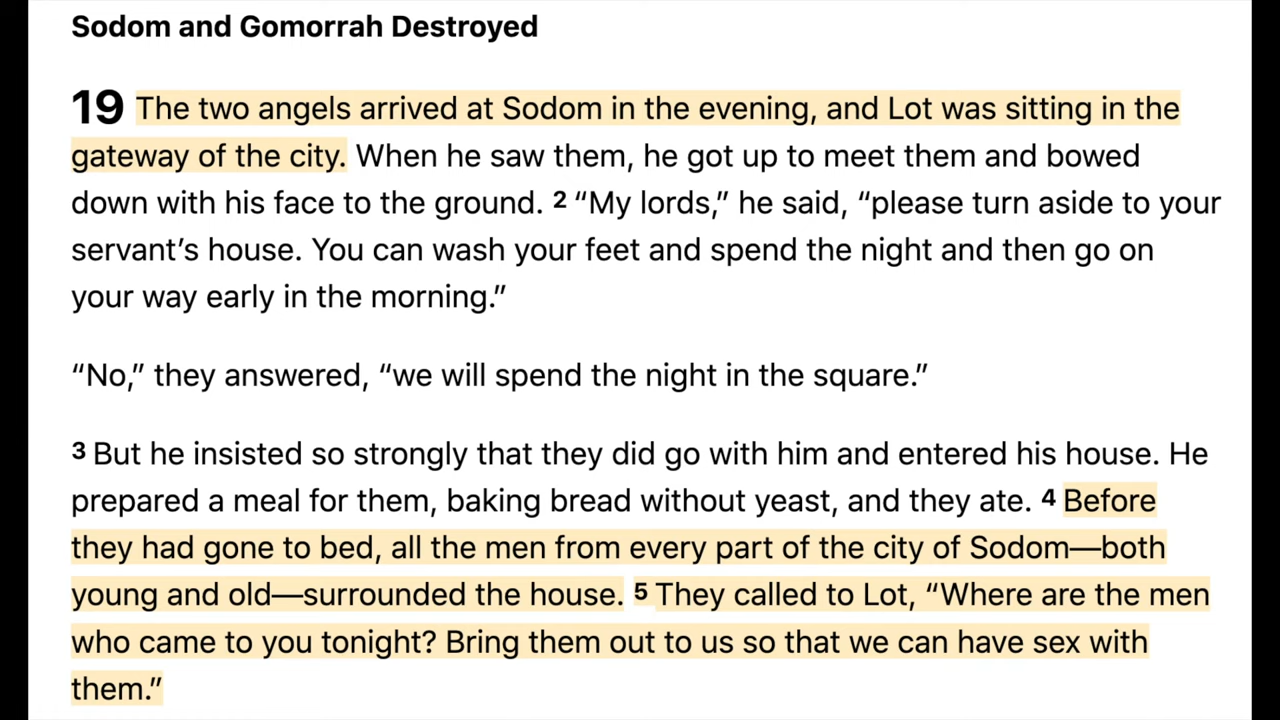 Sodom and Gomorrah Destroyed
19 The two angels arrived at Sodom in the evening, and Lot was sitting in the
gateway of the city. When he saw them, he got up to meet them and bowed
down with his face to the ground. 2 “My lords,” he said, “please turn aside to your
servant’s house. You can wash your feet and spend the night and then go on
your way early in the morning.”
“No,” they answered, “we will spend the night in the square.”
3 But he insisted so strongly that they did go with him and entered his house. He
prepared a meal for them, baking bread without yeast, and they ate. 4 Before
they had gone to bed, all the men from every part of the city of Sodom—both
young and old—surrounded the house. 5 They called to Lot, “Where are the men
who came to you tonight? Bring them out to us so that we can have sex with
them.”